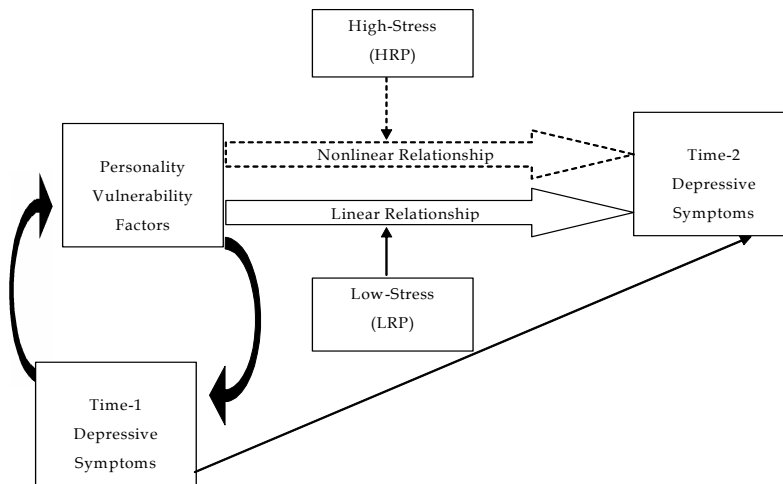 High-Stress
(HRP)
Personality
Vulnerability
Factors
Nonlinear Relationship
Linear Relationship
Time-2
Depressive
Symptoms
Low-Stress
(LRP)
Time-1
Depressive
Symptoms